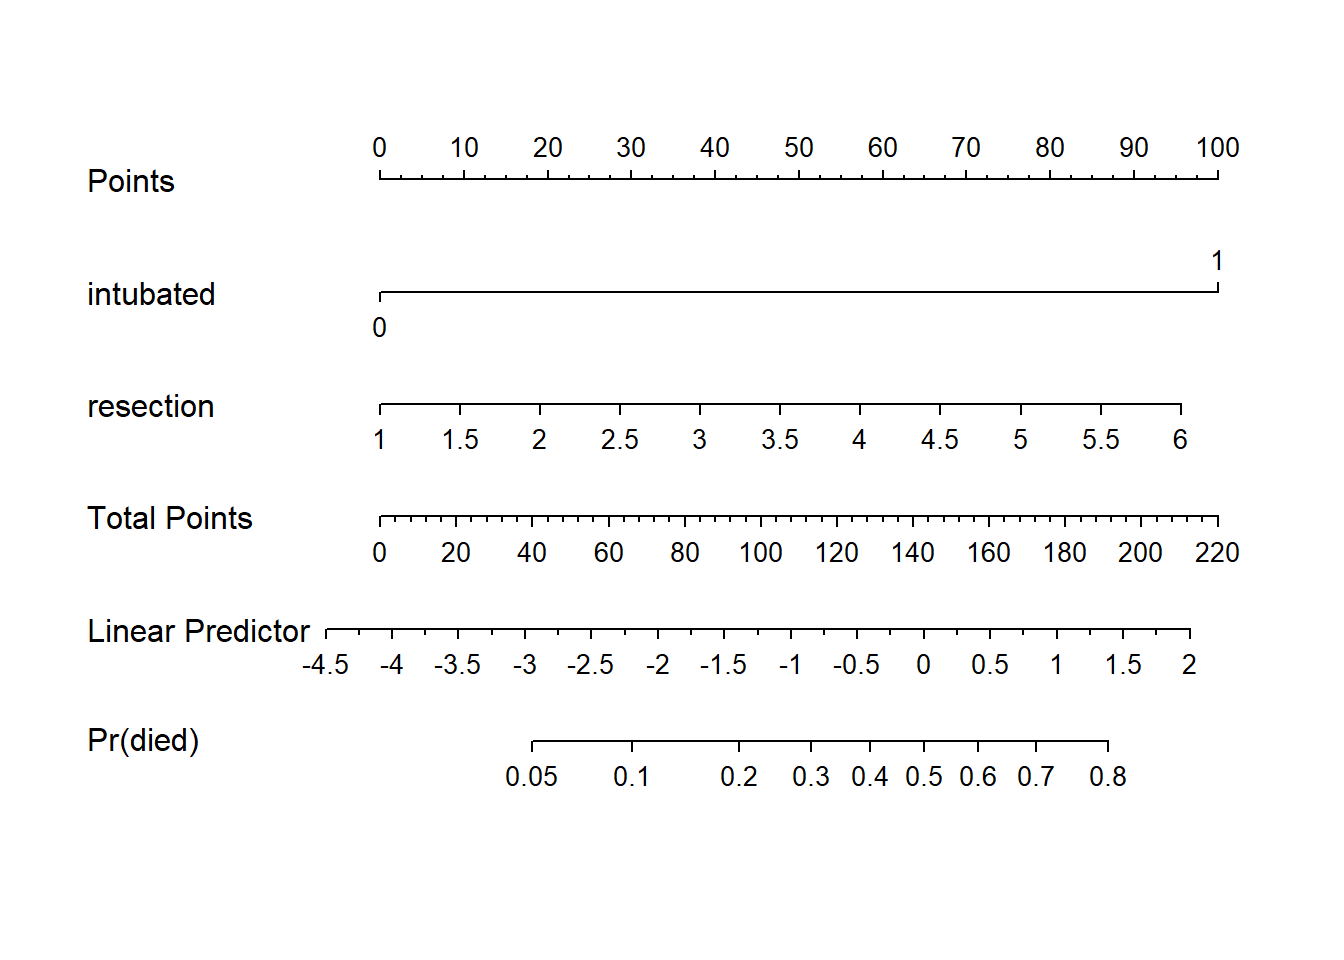 0 10 20 30 40 50 60 70 80 90 100
Points
1
intubated
0
resection
1 1.5 2 2.5 3 3.5 4 4.5 5 5.5 6
Total Points
0 20 40 60 80 100 120 140 160 180 200 220
Linear Predictor
-4.5 -4 -3.5 -3 -2.5 -2 -1.5 -1 -0.5 0 0.5 1 1.5 2
Pr(died)
0.05 0.1 0.2 0.3 0.4 0.5 0.6 0.7 0.8